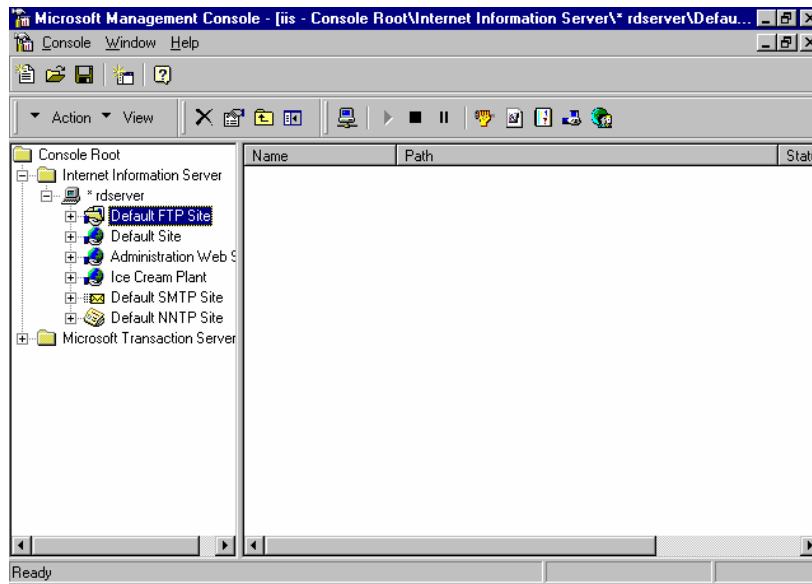 Microsoft Management Console - [iis - Console Root\Internet Information Server\* rdserver\Defau...
Console Window Help
Action View
Console Root
Internet Information Server
* rdserver
Default FTP Site
Default Site
Administration Web S
Ice Cream Plant
Default SMTP Site
Default NNTP Site
Microsoft Transaction Server
Name Path Stat
Ready